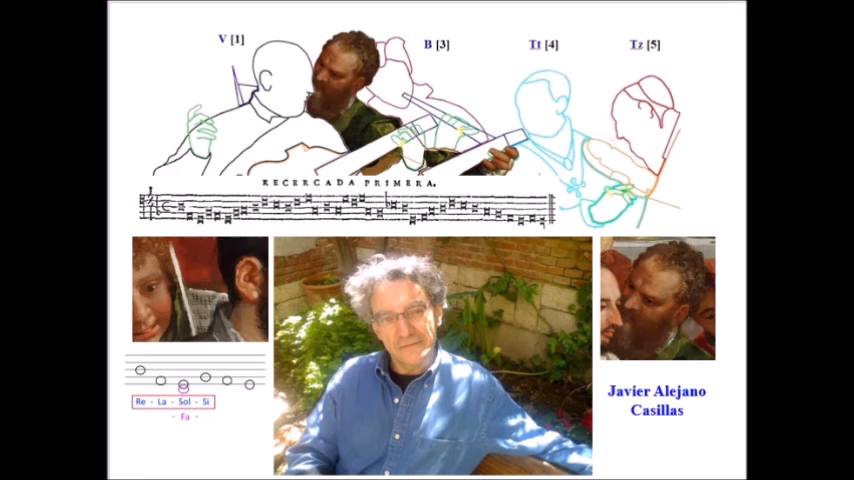 V [1]
B [3]
Tt [4]
Tz [5]
RECERCADA PRIMERA.
Re - La - Sol - Si
- Fa -
Javier Alejano
Casillas